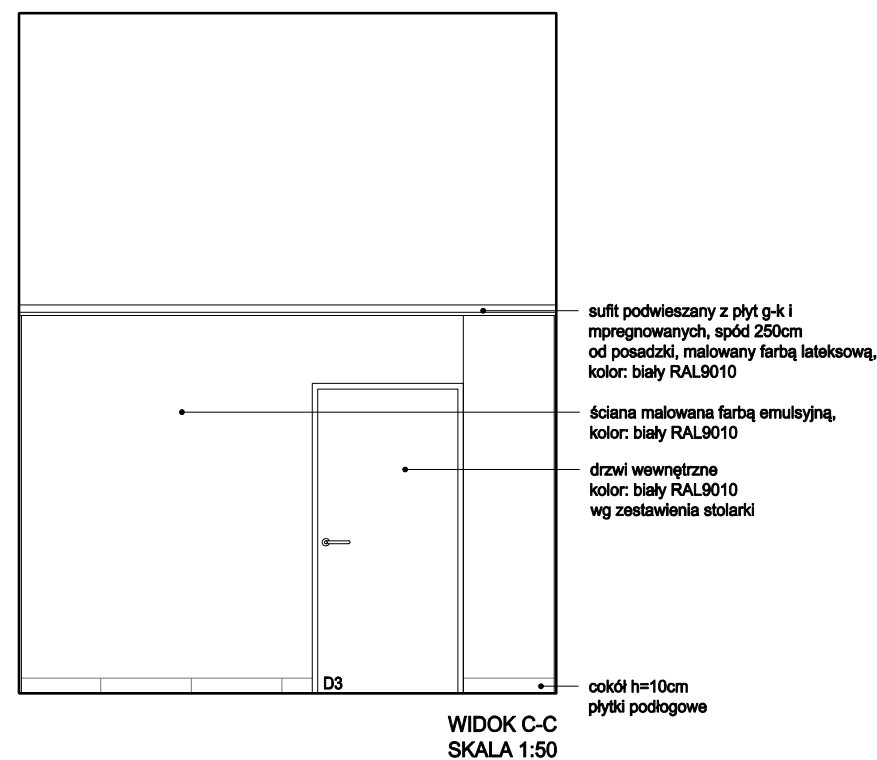 sufit podwieszany z płyt g-k i
mpregnowanych, spód 250cm
od posadzki, malowany farbą lateksową,
kolor: biały RAL9010
ściana malowana farbą emulsyjną,
kolor: biały RAL9010
drzwi wewnętrzne
kolor: biały RAL9010
wg zestawienia stolarki
D3
cokół h=10cm
płytki podłogowe
WIDOK C-C
SKALA 1:50